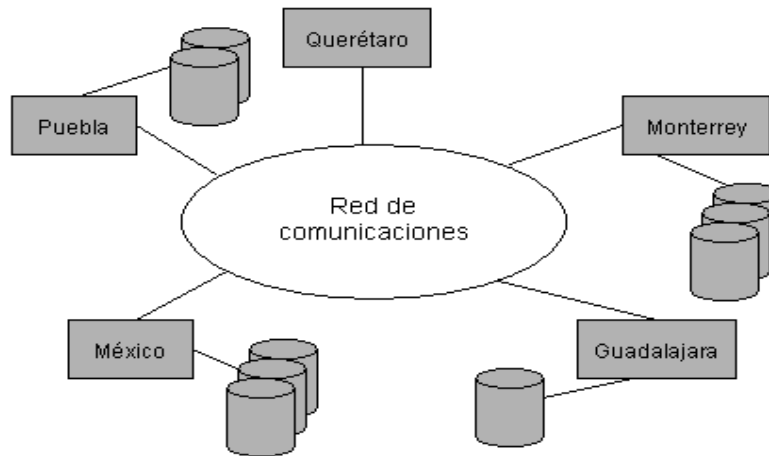 Querétaro
Puebla
Monterrey
Red de
comunicaciones
México
Guadalajara